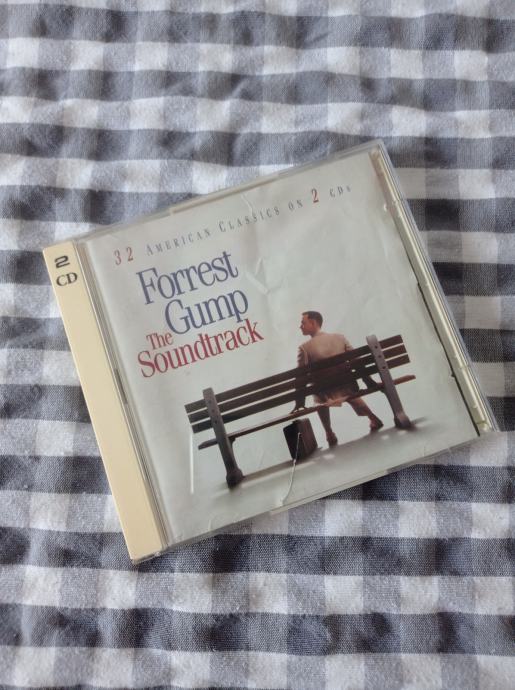 2
CD
32 AMERICAN CLASSICS ON 2 CDs
Forrest
Gump
The
Soundtrack